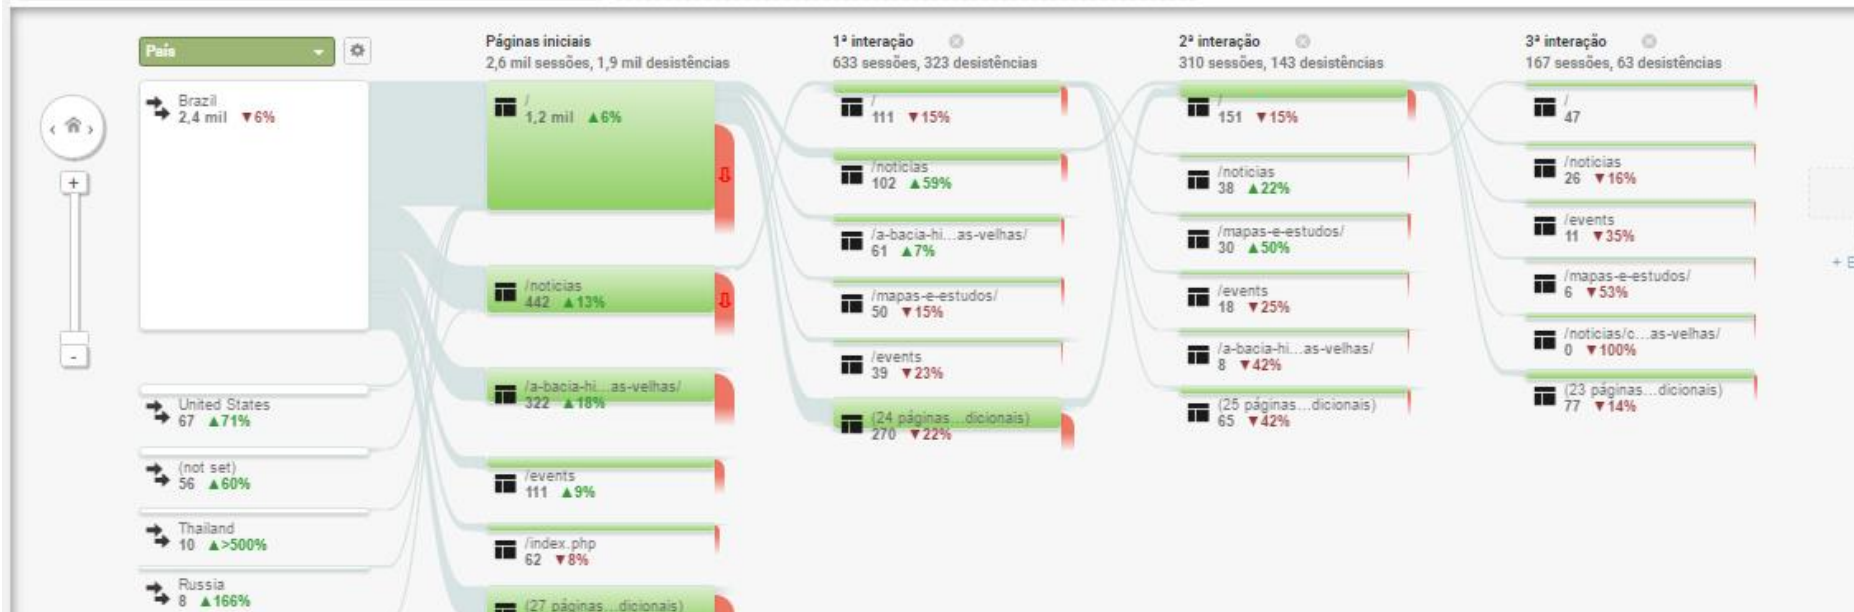 País
Brazil
2,4 mil ▼6%
United States
67 ▲71%
(not set)
56 ▲60%
Thailand
10 ▲>500%
Russia
8 ▲166%
+
-
Páginas iniciais
2,6 mil sessões, 1,9 mil desistências
/
1,2 mil ▲6%
/noticias
442 ▲13%
/a-bacia-hi...as-velhas/
322 ▲18%
/events
111 ▲9%
/index.php
62 ▼8%
(27 páginas...dicionais)
1ª interação
633 sessões, 323 desistências
/
111 ▼15%
/noticias
102 ▲59%
/a-bacia-hi...as-velhas/
61 ▲7%
/mapas-e-estudos/
50 ▼15%
/events
39 ▼23%
(24 páginas...dicionais)
270 ▼22%
2ª interação
310 sessões, 143 desistências
/
151 ▼15%
/noticias
38 ▲22%
/mapas-e-estudos/
30 ▲50%
/events
18 ▼25%
/a-bacia-hi...as-velhas/
8 ▼42%
(25 páginas...dicionais)
65 ▼42%
3ª interação
167 sessões, 63 desistências
/
47
/noticias
26 ▼16%
/events
11 ▼35%
/mapas-e-estudos/
6 ▼53%
/noticias/c...as-velhas/
0 ▼100%
(23 páginas...dicionais)
77 ▼14%
+ E